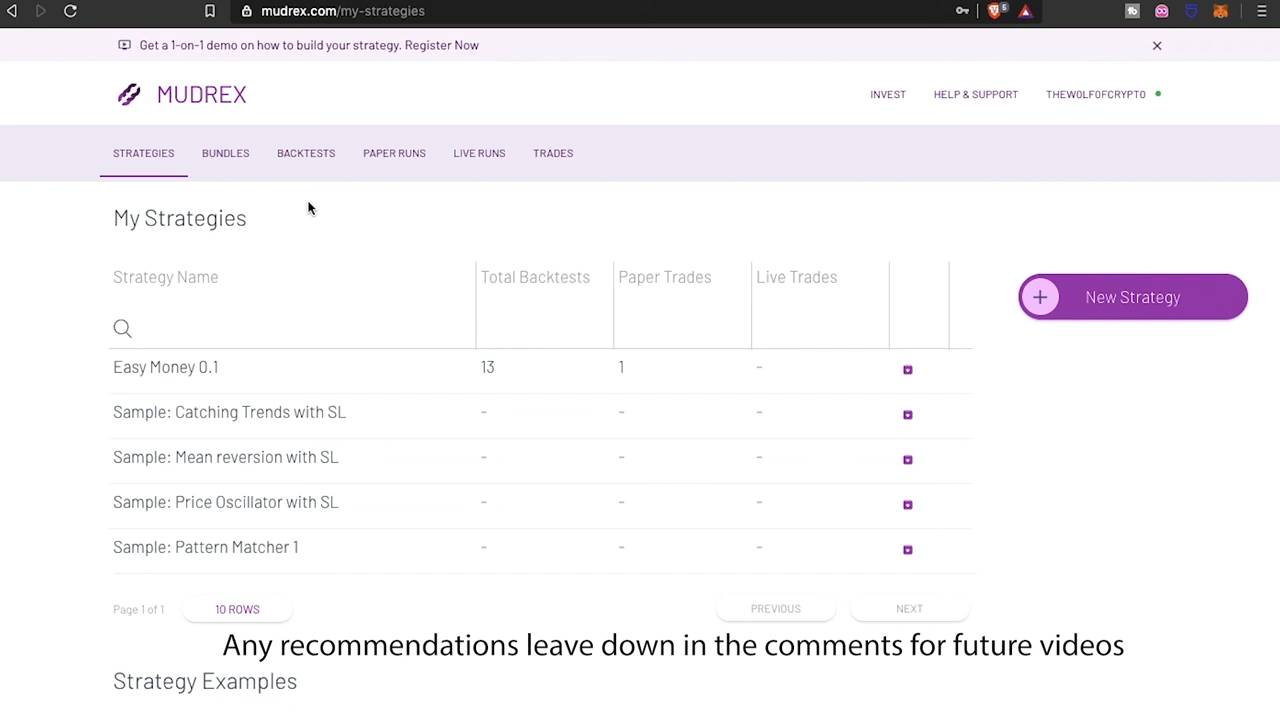 mudrex.com/my-strategies
5
Get a 1-on-1 demo on how to build your strategy. Register Now
MUDREX
INVEST
HELP & SUPPORT
THEWOLFOFCRYPTO
STRATEGIES
BUNDLES
BACKTESTS
PAPER RUNS
LIVE RUNS
TRADES
My Strategies
Strategy Name
Total Backtests
Paper Trades
Live Trades
New Strategy
Easy Money 0.1 13 1 -
Sample: Catching Trends with SL - - -
Sample: Mean reversion with SL - - -
Sample: Price Oscillator with SL - - -
Sample: Pattern Matcher 1 - - -
Page 1 of 1
10 ROWS
PREVIOUS
NEXT
Any recommendations leave down in the comments for future videos
Strategy Examples